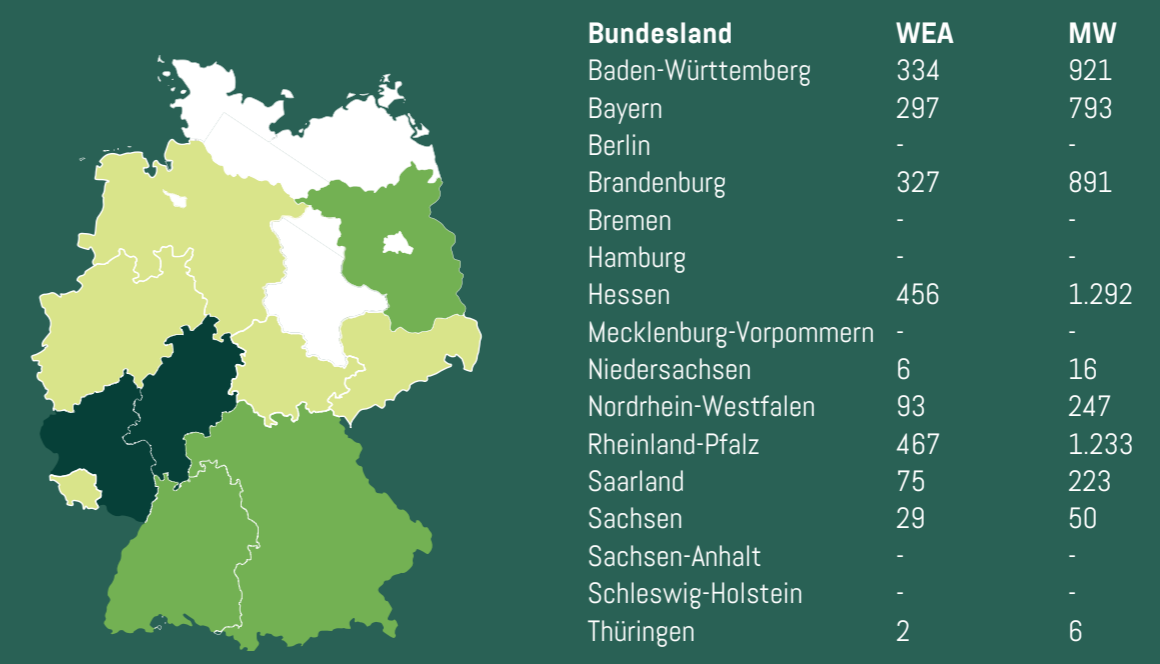 Bundesland WEA MW
Baden-Württemberg 334 921
Bayern 297 793
Berlin - -
Brandenburg 327 891
Bremen - -
Hamburg - -
Hessen 456 1.292
Mecklenburg-Vorpommern - -
Niedersachsen 6 16
Nordrhein-Westfalen 93 247
Rheinland-Pfalz 467 1.233
Saarland 75 223
Sachsen 29 50
Sachsen-Anhalt - -
Schleswig-Holstein - -
Thüringen 2 6